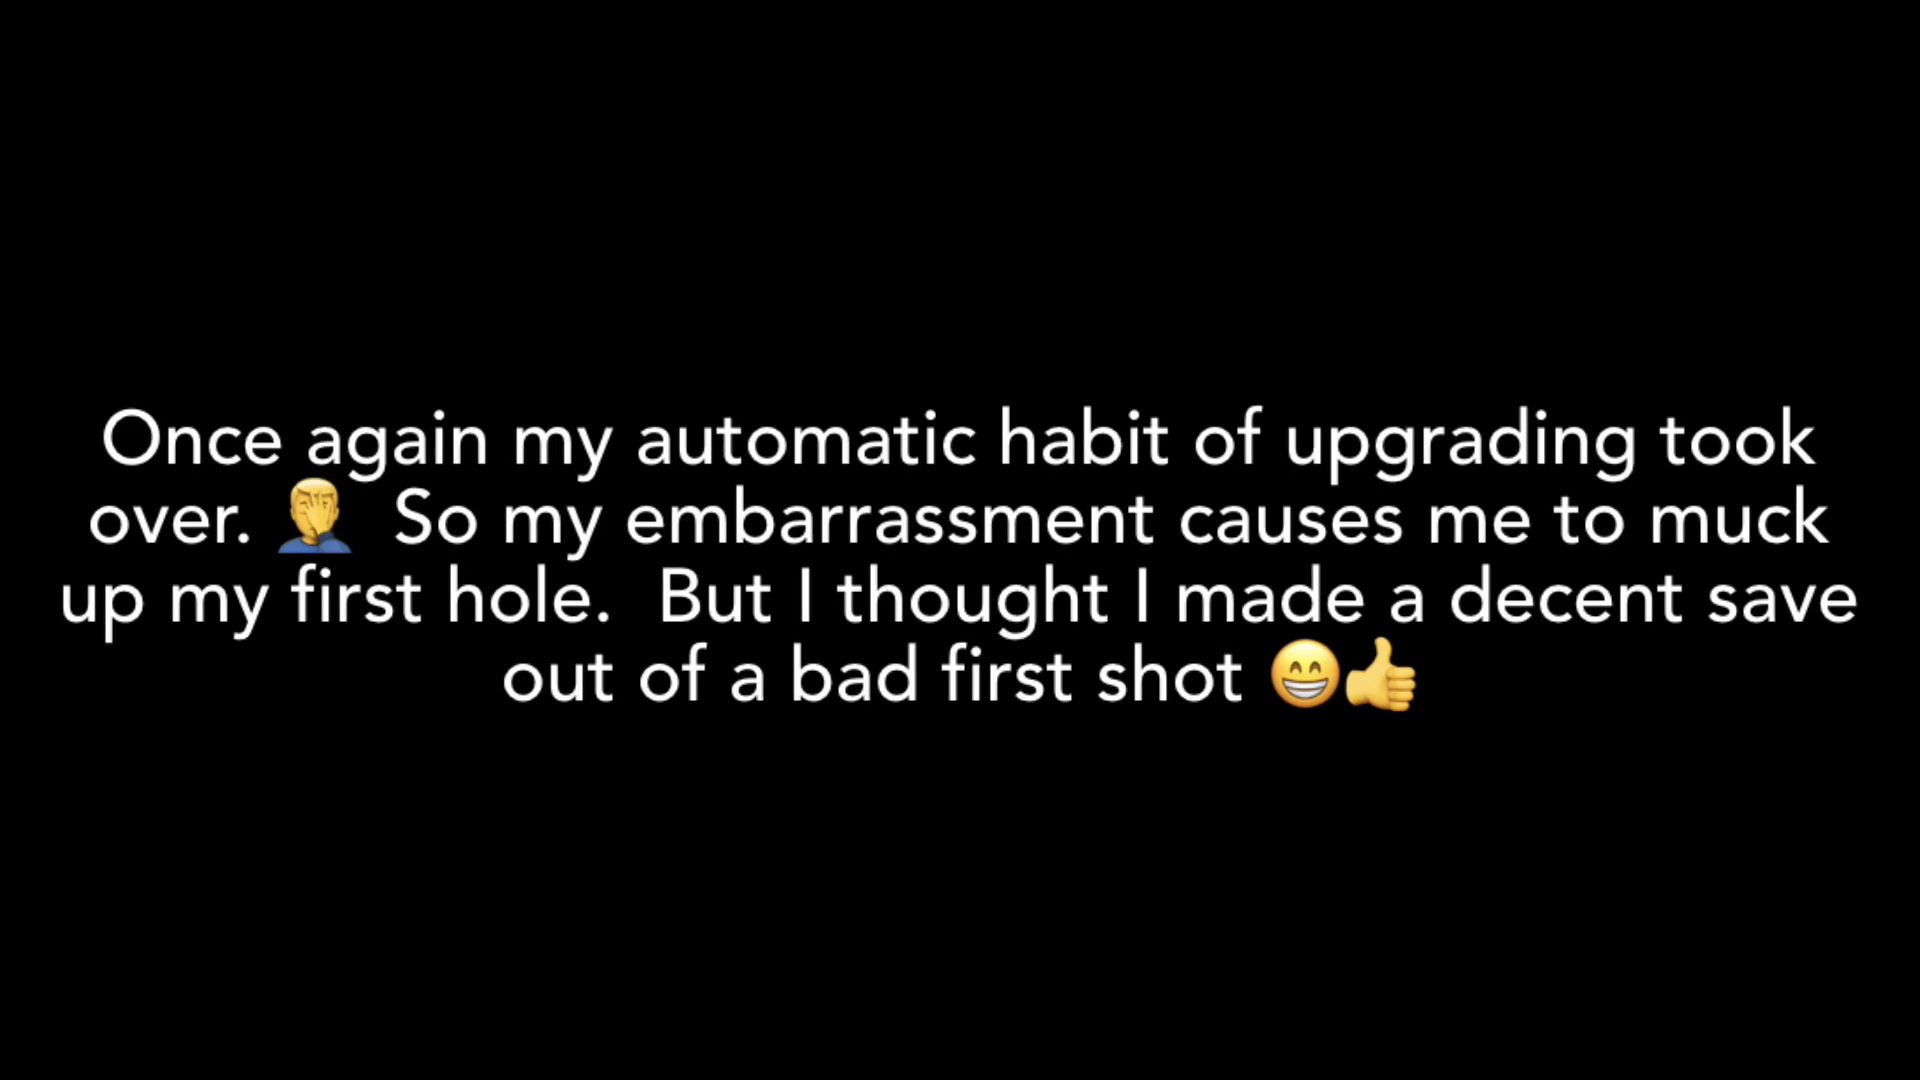 Once again my automatic habit of upgrading took
over. 🤦‍♂️  So my embarrassment causes me to muck
up my first hole.  But I thought I made a decent save
out of a bad first shot 😁👍